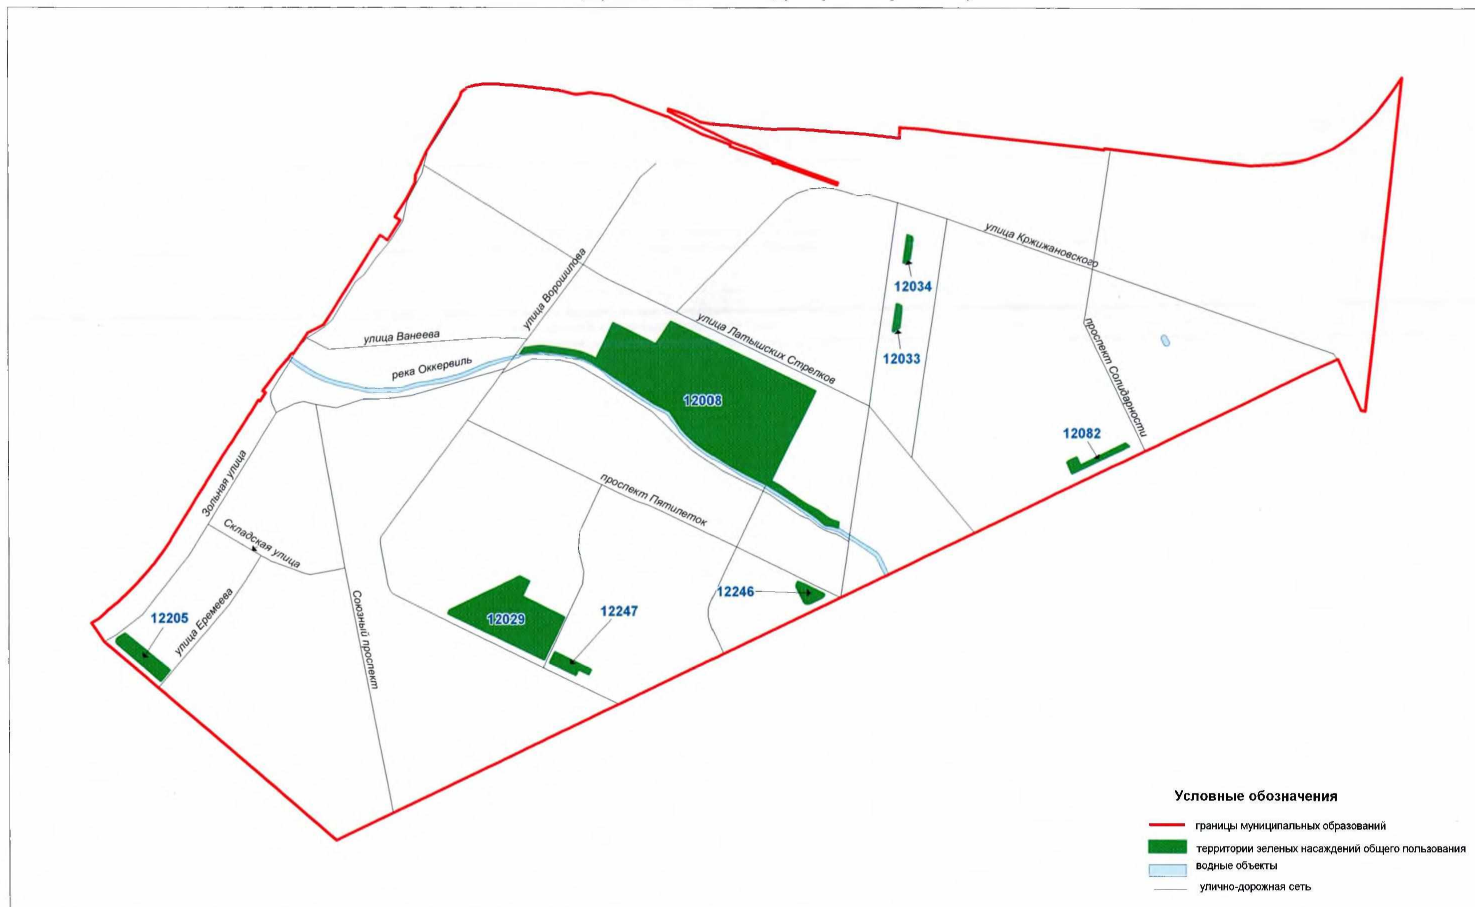 улица Кржижановского
12034
улица Ворошилова
улица Ванеева
улица Латышских Стрелков
проспект Солидарности
12033
река Оккервиль
12008
12082
Зольная улица
проспект Пятилеток
Складская улица
улица Еремеева
Союзный проспект
12246
12205
12029
12247
Условные обозначения
границы муниципальных образований
территории зеленых насаждений общего пользования
водные объекты
улично-дорожная сеть